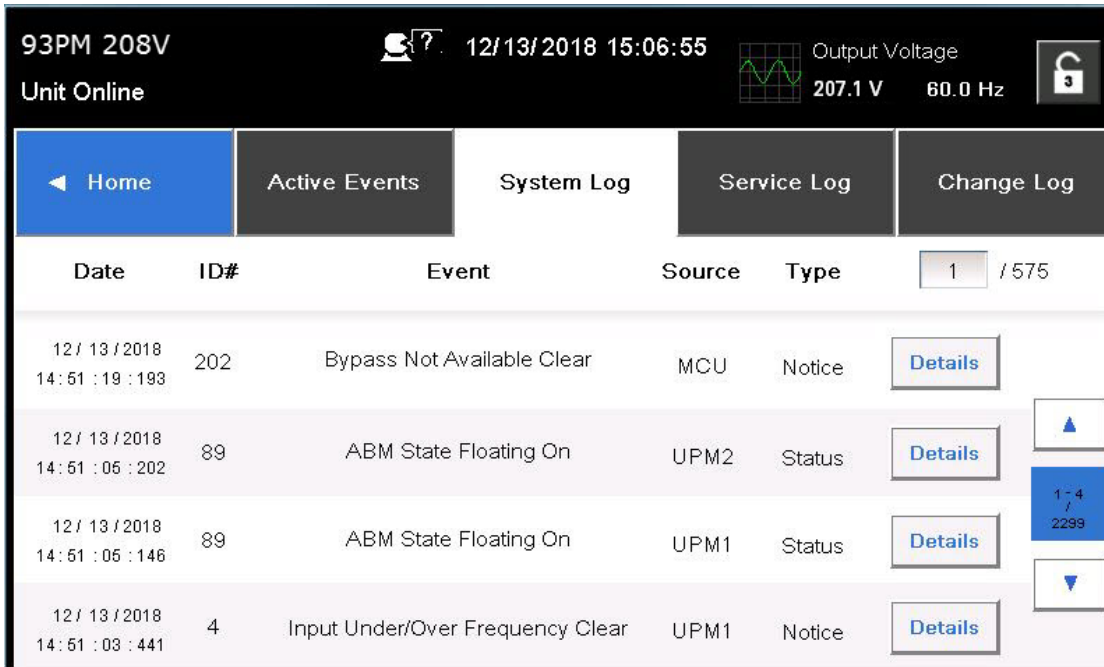 93PM 208V
Unit Online
?
12/13/2018 15:06:55
Output Voltage
207.1 V 60.0 Hz
3
◄ Home
Active Events
System Log
Service Log
Change Log
Date ID# Event Source Type 1 / 575
12/ 13 / 2018
14:51 :19 :193
202 Bypass Not Available Clear MCU Notice Details
12/ 13 / 2018
14:51 :05 :202
89 ABM State Floating On UPM2 Status Details
12/ 13 / 2018
14:51 :05 :146
89 ABM State Floating On UPM1 Status Details
12/ 13 / 2018
14:51 :03 :441
4 Input Under/Over Frequency Clear UPM1 Notice Details
▲
1 - 4
/
2299
▼